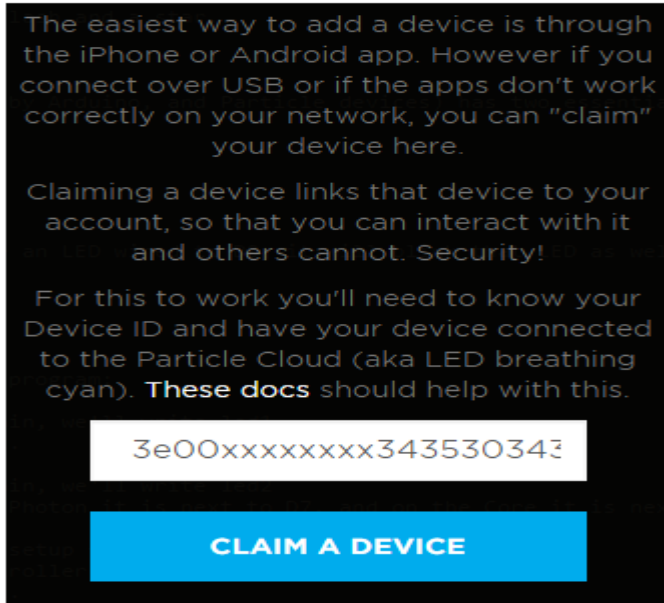 The easiest way to add a device is through
the iPhone or Android app. However if you
connect over USB or if the apps don't work
correctly on your network, you can "claim"
your device here.
Claiming a device links that device to your
account, so that you can interact with it
and others cannot. Security!
For this to work you'll need to know your
Device ID and have your device connected
to the Particle Cloud (aka LED breathing
cyan). These docs should help with this.
3e00xxxxxxxx343530343
CLAIM A DEVICE